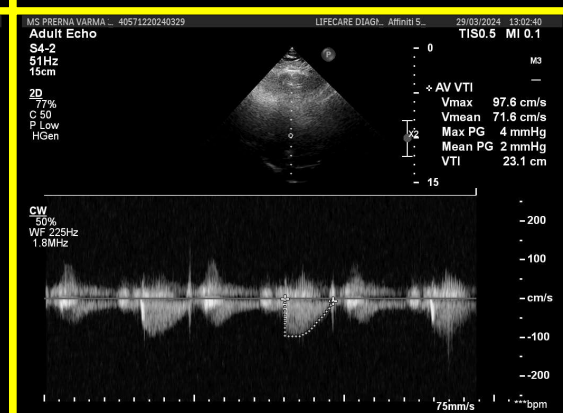 MS PRERNA VARMA ... 40571220240329 LIFECARE DIAGN... Affiniti 5... 29/03/2024 13:02:40
Adult Echo TIS0.5 MI 0.1
S4-2
51Hz
15cm
M3
2D
77%
C 50
P Low
HGen
0
AV VTI
Vmax 97.6 cm/s
Vmean 71.6 cm/s
Max PG 4 mmHg
Mean PG 2 mmHg
VTI 23.1 cm
P
X2
15
CW
50%
WF 225Hz
1.8MHz
- 200
- 100
- cm/s
- -100
- -200
75mm/s ***bpm